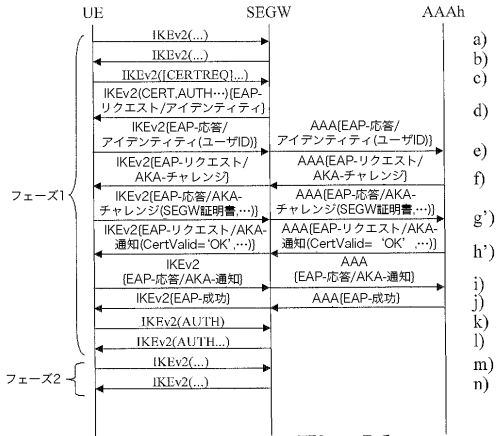 UE SEGW AAAh
IKEv2(...) a)
IKEv2(...) b)
IKEv2([CERTREQ]...) c)
IKEv2(CERT,AUTH…){EAP-
リクエスト/アイデンティティ} d)
IKEv2{EAP-応答/ AAA{EAP-応答/
アイデンティティ(ユーザID)} アイデンティティ(ユーザID)} e)
IKEv2{EAP-リクエスト/ AAA{EAP-リクエスト/
AKA-チャレンジ} AKA-チャレンジ} f)
フェーズ1
IKEv2{EAP-応答/AKA- AAA{EAP-応答/AKA-
チャレンジ(SEGW証明書,…)} チャレンジ(SEGW証明書,…)} g')
IKEv2{EAP-リクエスト/AKA- AAA{EAP-リクエスト/AKA-
通知(CertValid=‘OK’,…)} 通知(CertValid=‘OK’,…)} h')
IKEv2 AAA
{EAP-応答/AKA-通知} {EAP-応答/AKA-通知} i)
IKEv2{EAP-成功} AAA{EAP-成功} j)
IKEv2(AUTH) k)
IKEv2(AUTH...) l)
フェーズ2
IKEv2(...) m)
IKEv2(...) n)